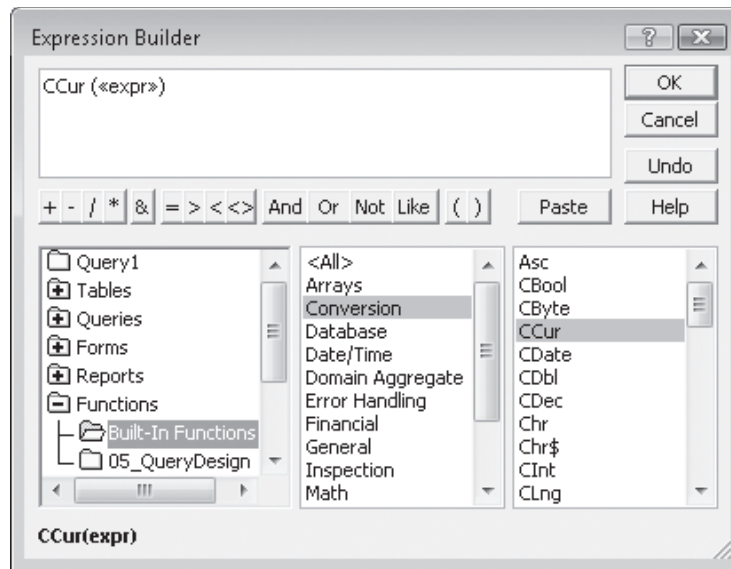 Expression Builder
?
CCur («expr»)
OK
Cancel
Undo
+ - / * & = > < <> And Or Not Like ( ) Paste Help
Query1
Tables
Queries
Forms
Reports
Functions
Built-In Functions
05_QueryDesign
<All>
Arrays
Conversion
Database
Date/Time
Domain Aggregate
Error Handling
Financial
General
Inspection
Math
Asc
CBool
CByte
CCur
CDate
CDbl
CDec
Chr
Chr$
CInt
CLng
CCur(expr)